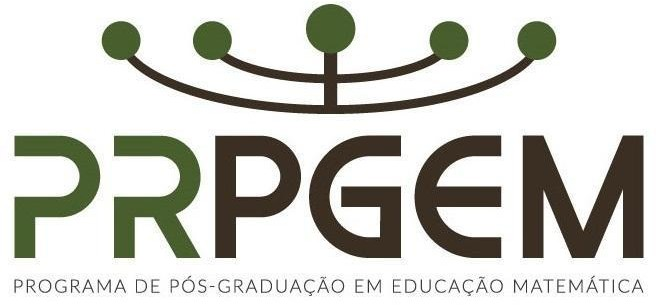 PRPGEM
PROGRAMA DE PÓS-GRADUAÇÃO EM EDUCAÇÃO MATEMÁTICA